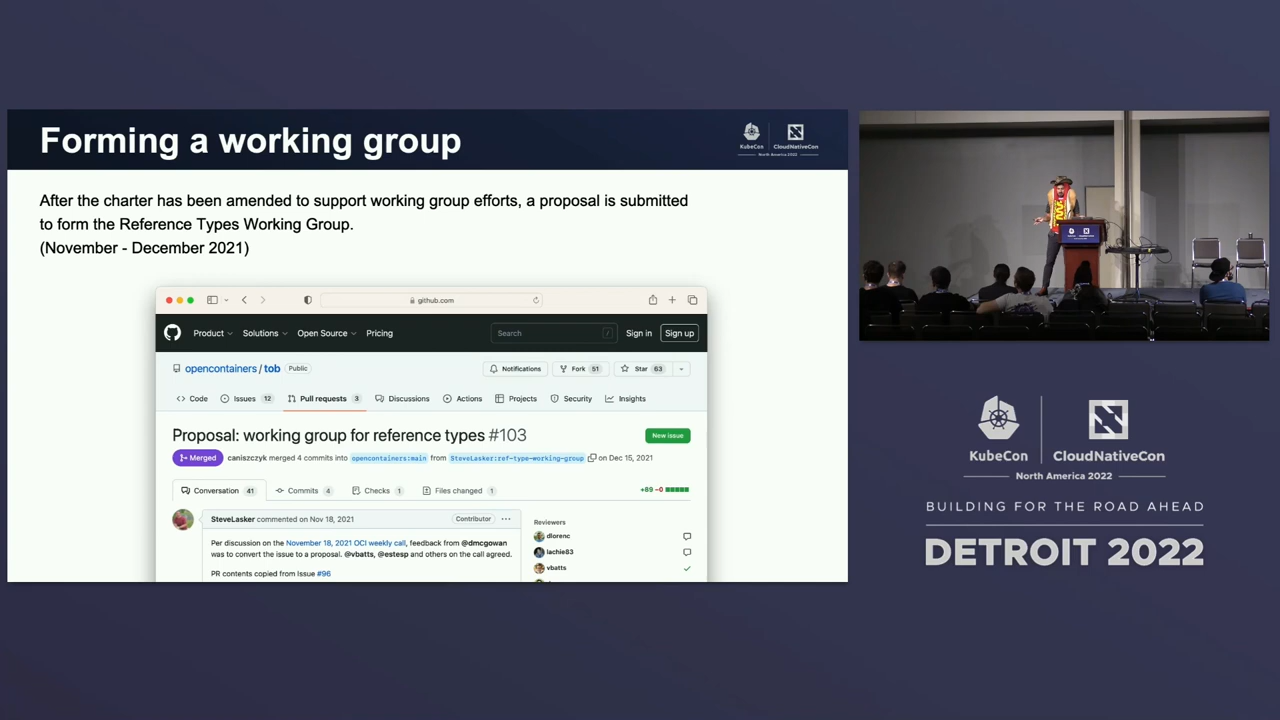 Forming a working group
KubeCon
CloudNativeCon
North America 2022
After the charter has been amended to support working group efforts, a proposal is submitted
to form the Reference Types Working Group.
(November - December 2021)
github.com
Product
Solutions
Open Source
Pricing
Search
/
Sign in
Sign up
opencontainers / tob
Public
Notifications
Fork 51
Star 63
Code
Issues 12
Pull requests 3
Discussions
Actions
Projects
Security
Insights
Proposal: working group for reference types #103
New issue
Merged
caniszczyk merged 4 commits into opencontainers:main from SteveLasker:ref-type-working-group on Dec 15, 2021
Conversation 41
Commits 4
Checks 1
Files changed 1
+89 −0
SteveLasker commented on Nov 18, 2021
Contributor
Per discussion on the November 18, 2021 OCI weekly call, feedback from @dmcgowan
was to convert the issue to a proposal. @vbatts, @estesp and others on the call agreed.
PR contents copied from Issue #96
Reviewers
dlorenc
lachie83
vbatts
KubeCon
CloudNativeCon
North America 2022
BUILDING FOR THE ROAD AHEAD
DETROIT 2022